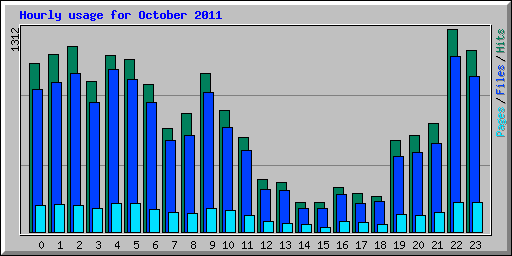 Hourly usage for October 2011
1312
Pages/Files/Hits
0 1 2 3 4 5 6 7 8 9 10 11 12 13 14 15 16 17 18 19 20 21 22 23